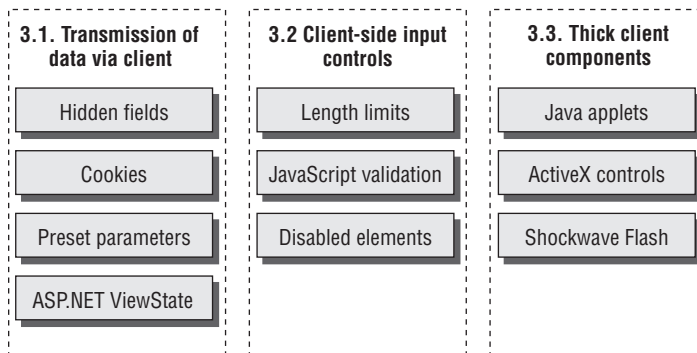 3.1. Transmission of
data via client
Hidden fields
Cookies
Preset parameters
ASP.NET ViewState
3.2 Client-side input
controls
Length limits
JavaScript validation
Disabled elements
3.3. Thick client
components
Java applets
ActiveX controls
Shockwave Flash